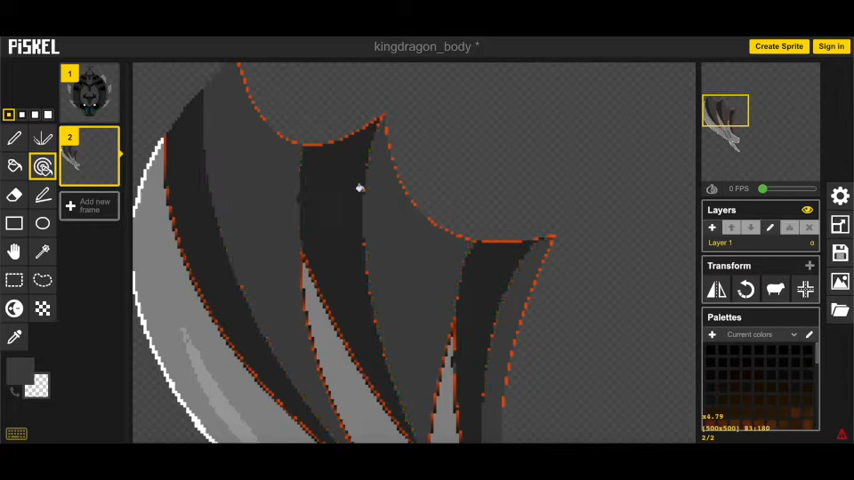 PiSKEL
kingdragon_body *
Create Sprite
Sign in
1
2
Add new
frame
0 FPS
Layers
Layer 1
α
Transform
Palettes
Current colors
x4.79
[500x500] 83:180
2/2